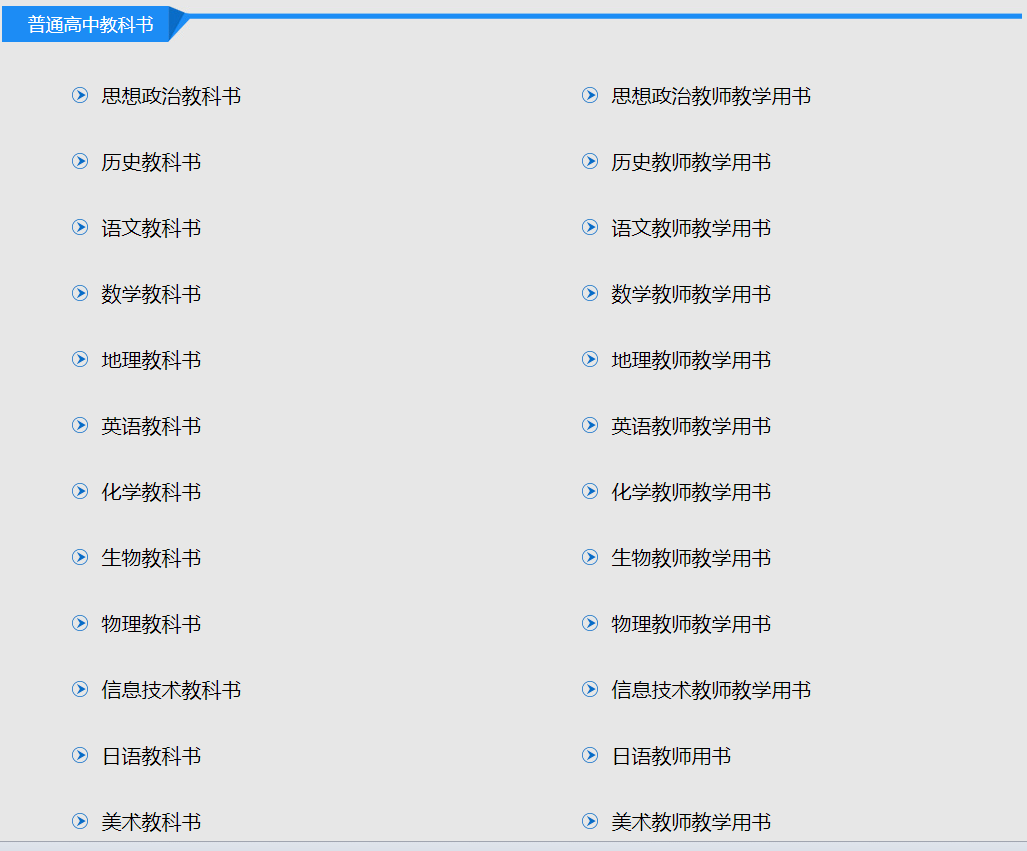 普通高中教科书
思想政治教科书 思想政治教师教学用书
历史教科书 历史教师教学用书
语文教科书 语文教师教学用书
数学教科书 数学教师教学用书
地理教科书 地理教师教学用书
英语教科书 英语教师教学用书
化学教科书 化学教师教学用书
生物教科书 生物教师教学用书
物理教科书 物理教师教学用书
信息技术教科书 信息技术教师教学用书
日语教科书 日语教师用书
美术教科书 美术教师教学用书